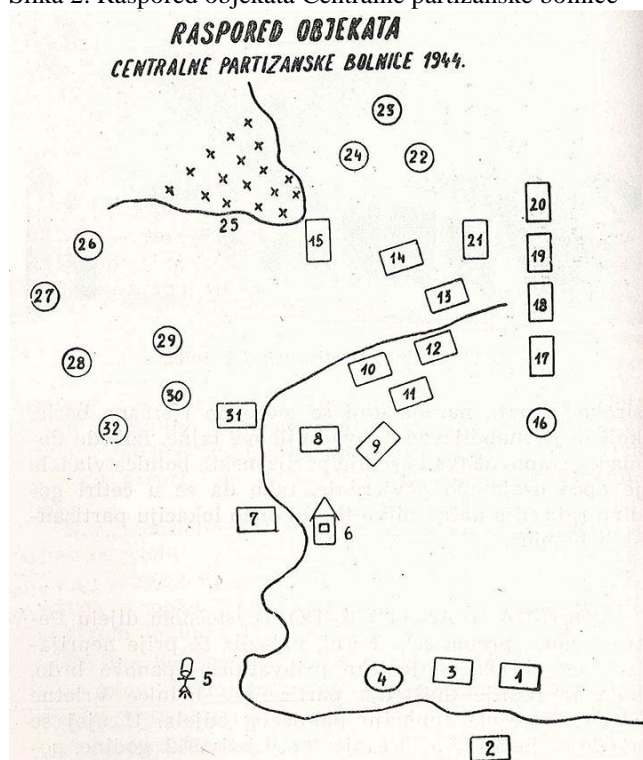 Slika 2. Raspored objekata Centralne partizanske bolnice
RASPORED OBJEKATA
CENTRALNE PARTIZANSKE BOLNICE 1944.
23
24 22
20
25
15 21
26 14 19
27 13 18
29 12
28 10 17
30 11
31 16
32 8 9
7 6
5 4 3 1
2